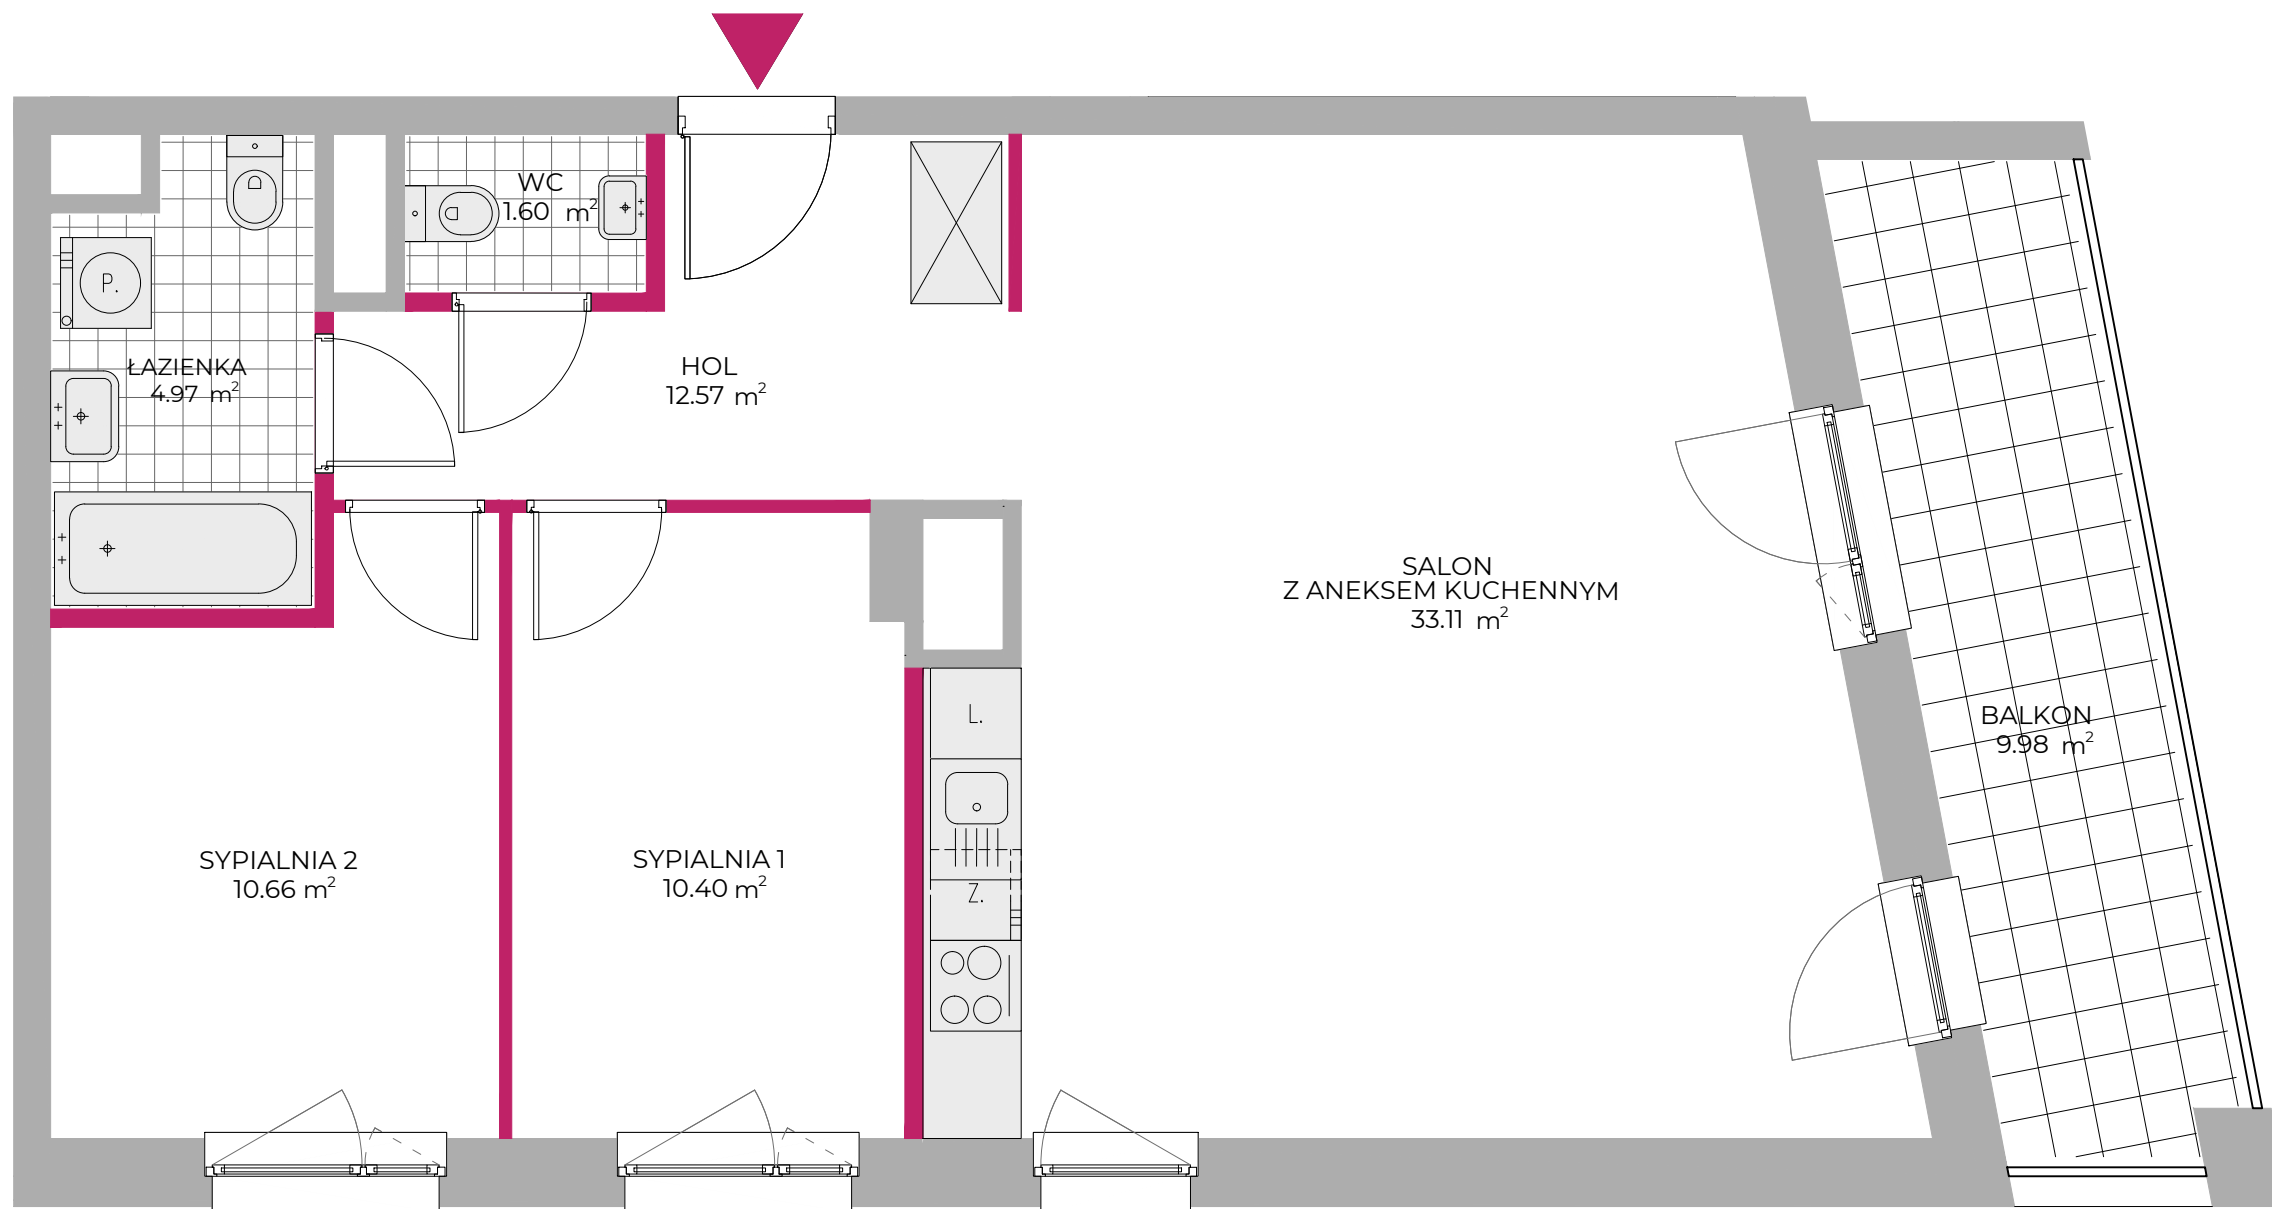 WC
1.60 m²
P.
ŁAZIENKA
4.97 m²
HOL
12.57 m²
SALON
Z ANEKSEM KUCHENNYM
33.11 m²
L.
BALKON
9.98 m²
SYPIALNIA 2
10.66 m²
SYPIALNIA 1
10.40 m²
Z.